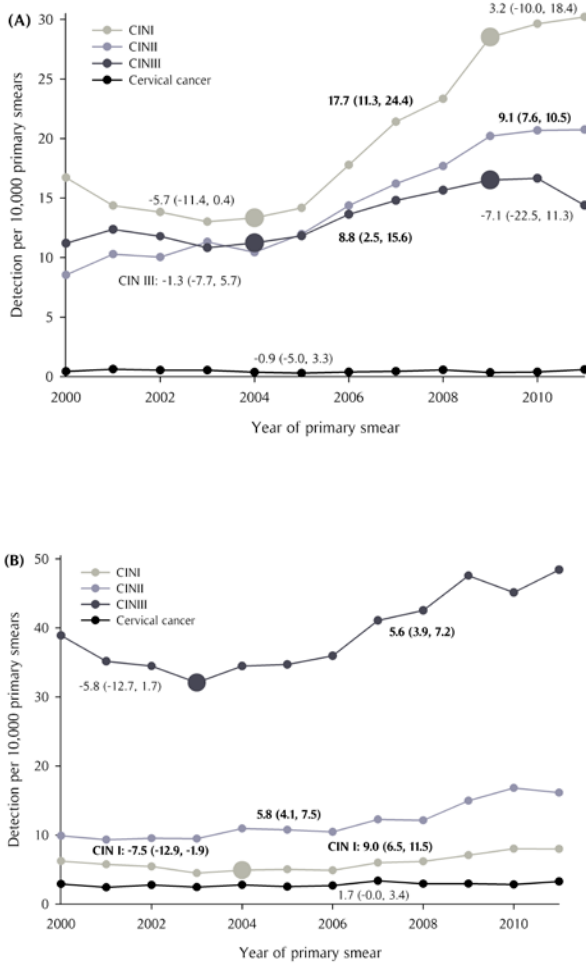 (A)
CINI
CINII
CINIII
Cervical cancer
3.2 (-10.0, 18.4)
17.7 (11.3, 24.4)
9.1 (7.6, 10.5)
-5.7 (-11.4, 0.4)
-7.1 (-22.5, 11.3)
8.8 (2.5, 15.6)
CIN III: -1.3 (-7.7, 5.7)
-0.9 (-5.0, 3.3)
30
25
20
15
10
5
0
Detection per 10,000 primary smears
2000 2002 2004 2006 2008 2010
Year of primary smear
(B)
CINI
CINII
CINIII
Cervical cancer
5.6 (3.9, 7.2)
-5.8 (-12.7, 1.7)
5.8 (4.1, 7.5)
CIN I: -7.5 (-12.9, -1.9)
CIN I: 9.0 (6.5, 11.5)
1.7 (-0.0, 3.4)
50
40
30
20
10
0
Detection per 10,000 primary smears
2000 2002 2004 2006 2008 2010
Year of primary smear